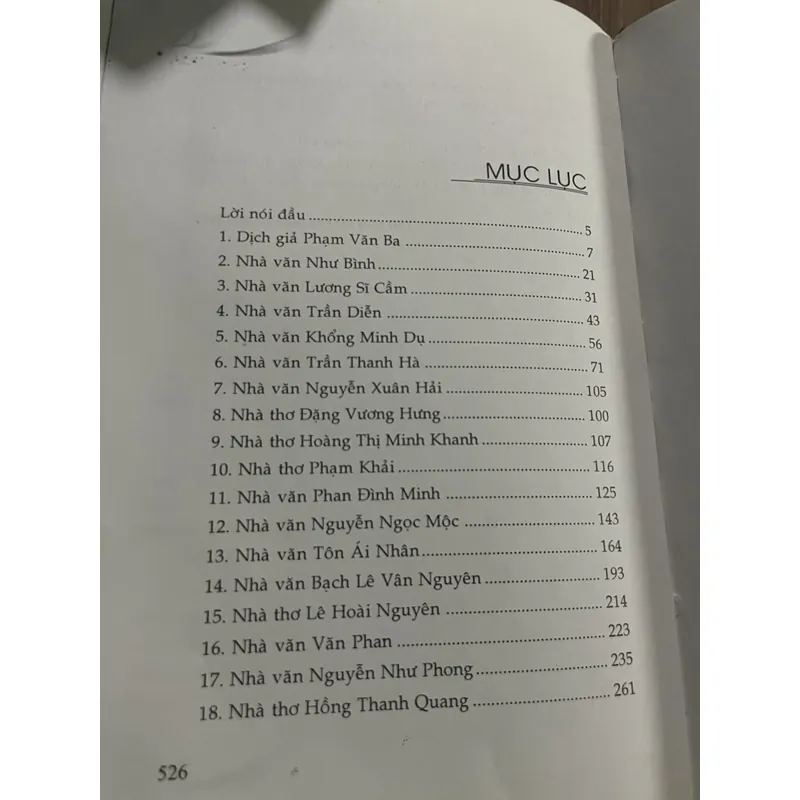 MỤC LỤC
Lời nói đầu ........ 5
1. Dịch giả Phạm Văn Ba ........ 7
2. Nhà văn Như Bình ........ 21
3. Nhà văn Lương Sĩ Cầm ........ 31
4. Nhà văn Trần Diễn ........ 43
5. Nhà văn Khổng Minh Dụ ........ 56
6. Nhà văn Trần Thanh Hà ........ 71
7. Nhà văn Nguyễn Xuân Hải ........ 105
8. Nhà thơ Đặng Vương Hưng ........ 100
9. Nhà thơ Hoàng Thị Minh Khanh ........ 107
10. Nhà thơ Phạm Khải ........ 116
11. Nhà văn Phan Đình Minh ........ 125
12. Nhà văn Nguyễn Ngọc Mộc ........ 143
13. Nhà văn Tôn Ái Nhân ........ 164
14. Nhà văn Bạch Lê Vân Nguyên ........ 193
15. Nhà thơ Lê Hoài Nguyên ........ 214
16. Nhà văn Văn Phan ........ 223
17. Nhà văn Nguyễn Như Phong ........ 235
18. Nhà thơ Hồng Thanh Quang ........ 261
526